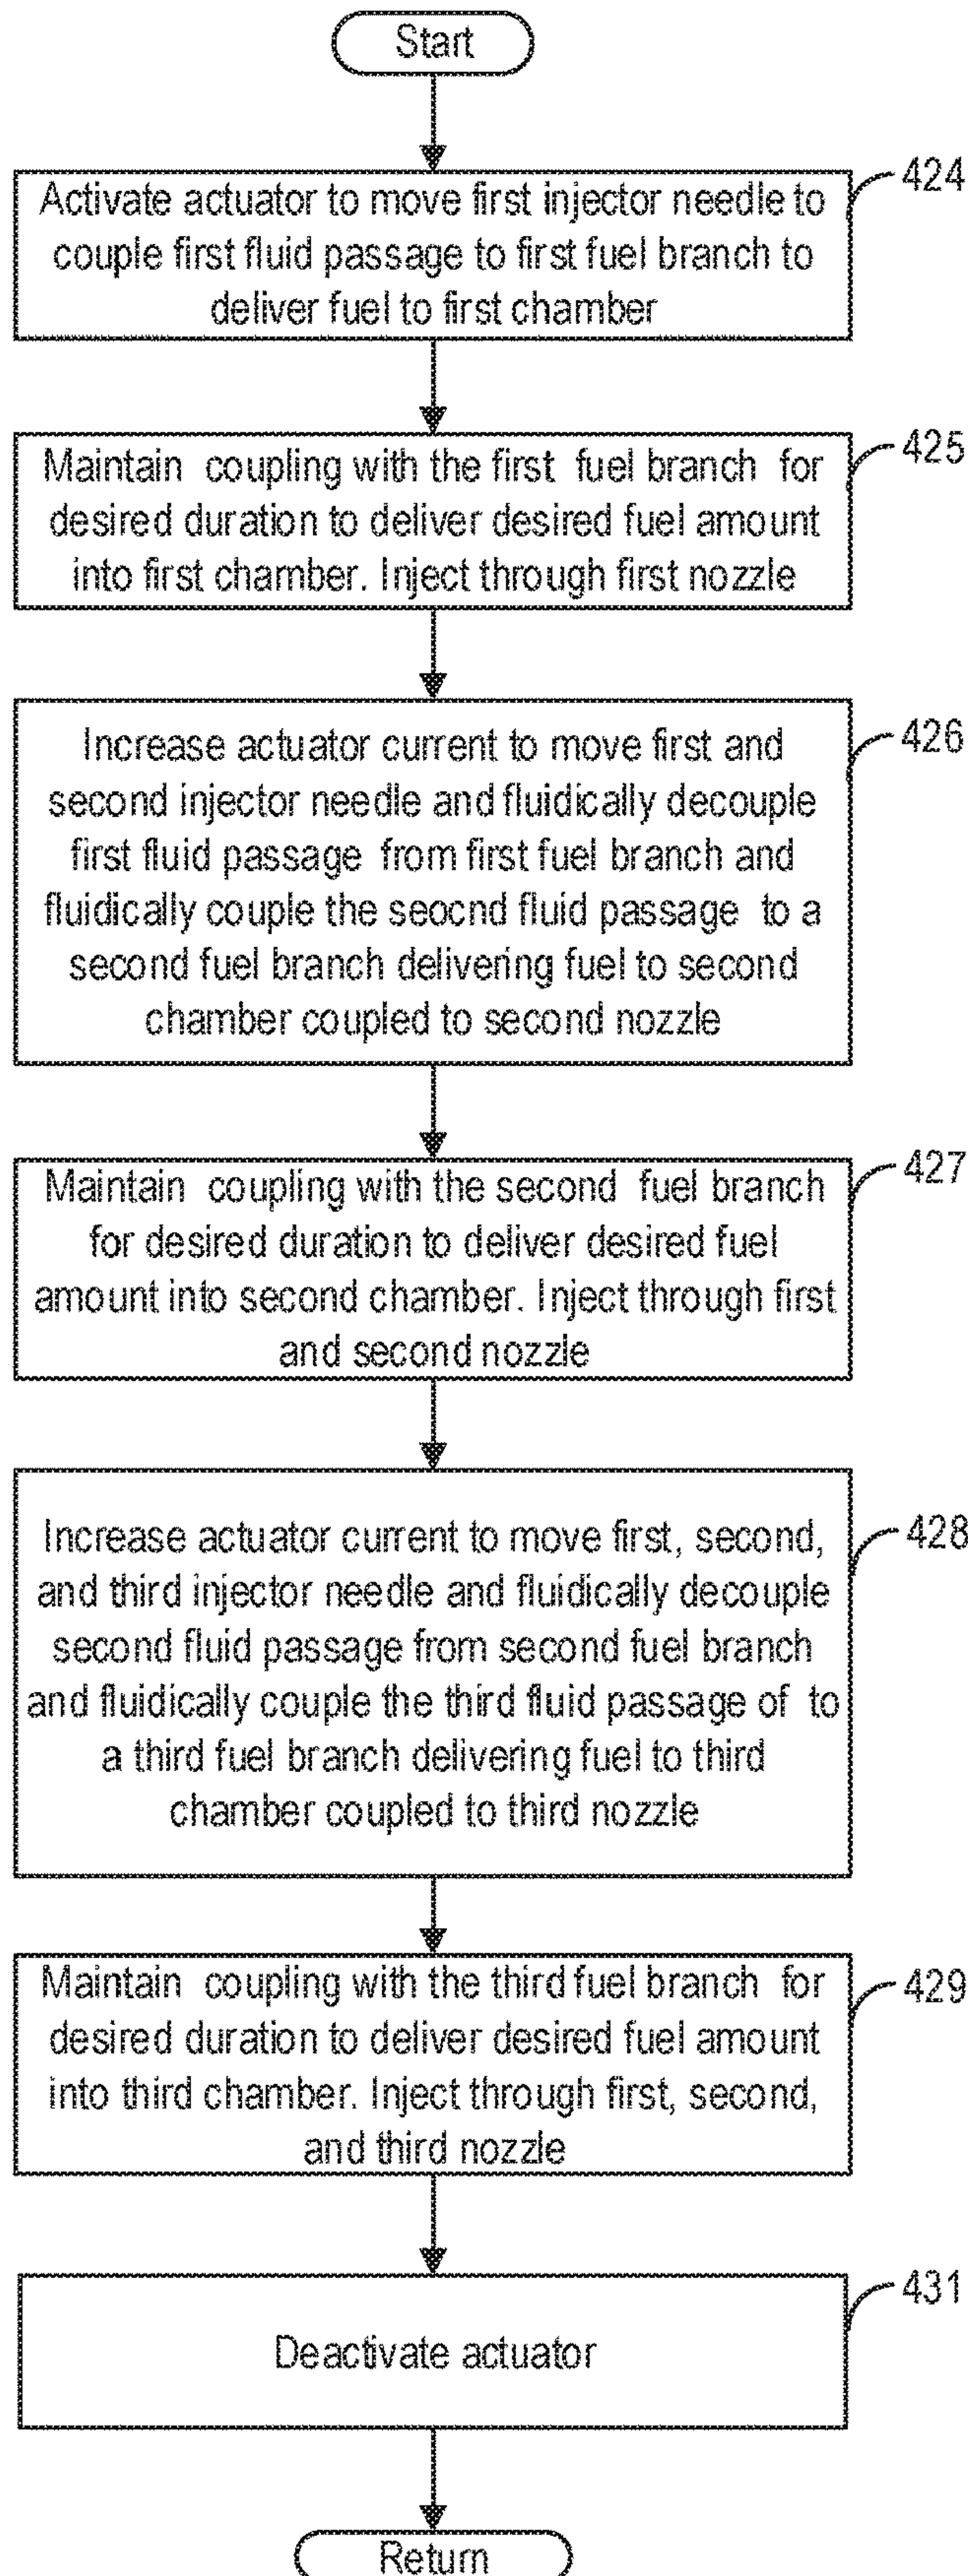 Start
424
Activate actuator to move first injector needle to
couple first fluid passage to first fuel branch to
deliver fuel to first chamber
425
Maintain coupling with the first fuel branch for
desired duration to deliver desired fuel amount
into first chamber. Inject through first nozzle
426
Increase actuator current to move first and
second injector needle and fluidically decouple
first fluid passage from first fuel branch and
fluidically couple the seocnd fluid passage to a
second fuel branch delivering fuel to second
chamber coupled to second nozzle
427
Maintain coupling with the second fuel branch
for desired duration to deliver desired fuel
amount into second chamber. Inject through first
and second nozzle
428
Increase actuator current to move first, second,
and third injector needle and fluidically decouple
second fluid passage from second fuel branch
and fluidically couple the third fluid passage of to
a third fuel branch delivering fuel to third
chamber coupled to third nozzle
429
Maintain coupling with the third fuel branch for
desired duration to deliver desired fuel amount
into third chamber. Inject through first, second,
and third nozzle
431
Deactivate actuator
Return